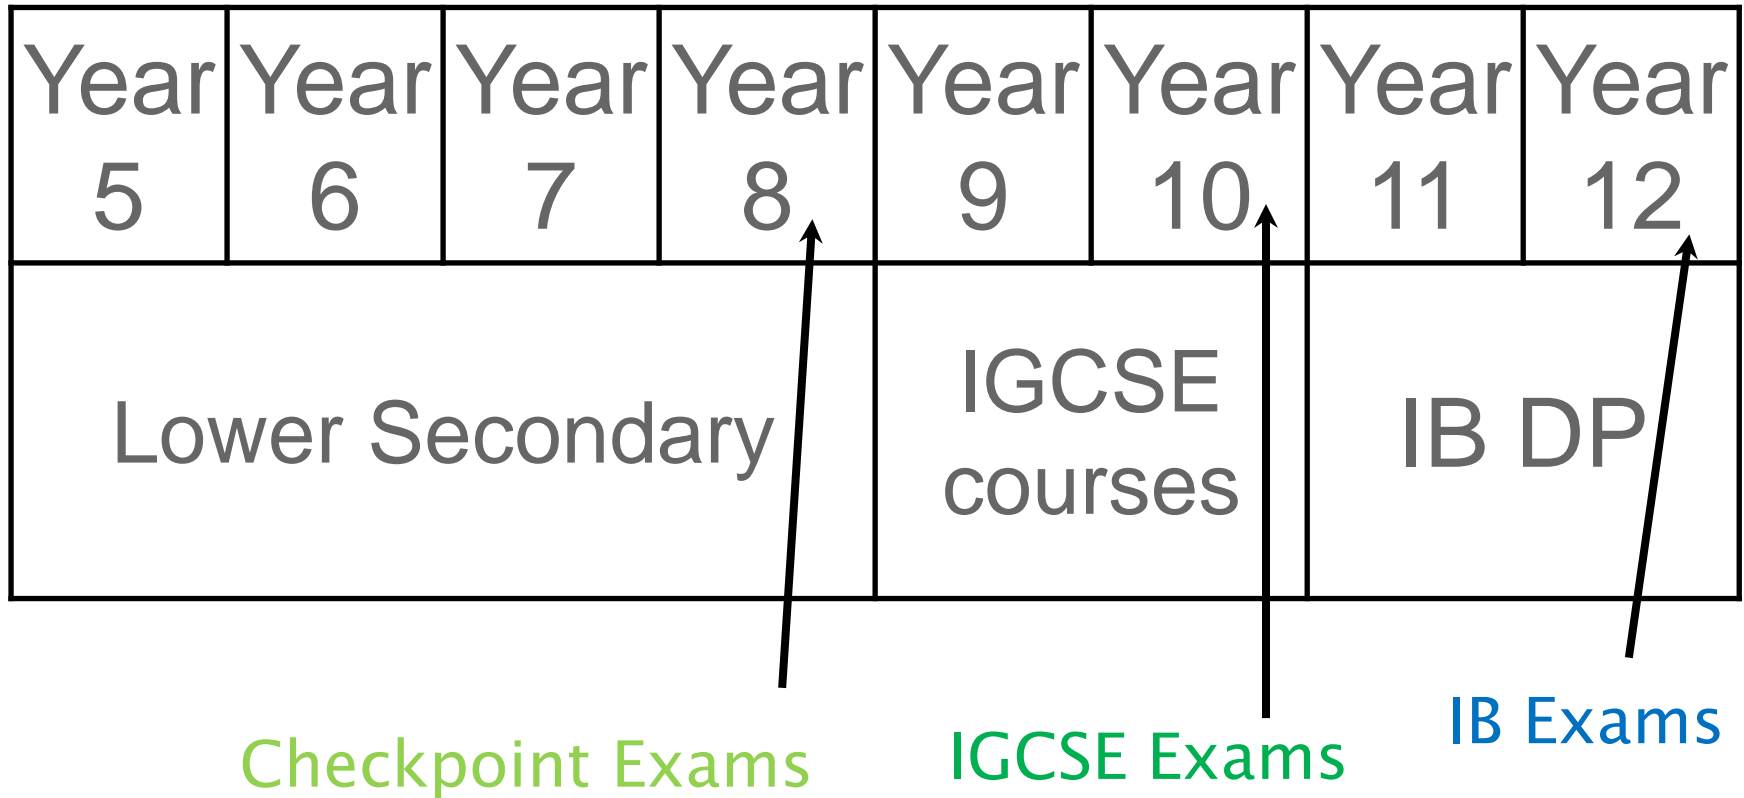 Year Year Year Year Year Year Year Year
5 6 7 8 9 10 11 12
Lower Secondary
IGCSE
courses
IB DP
Checkpoint Exams
IGCSE Exams
IB Exams